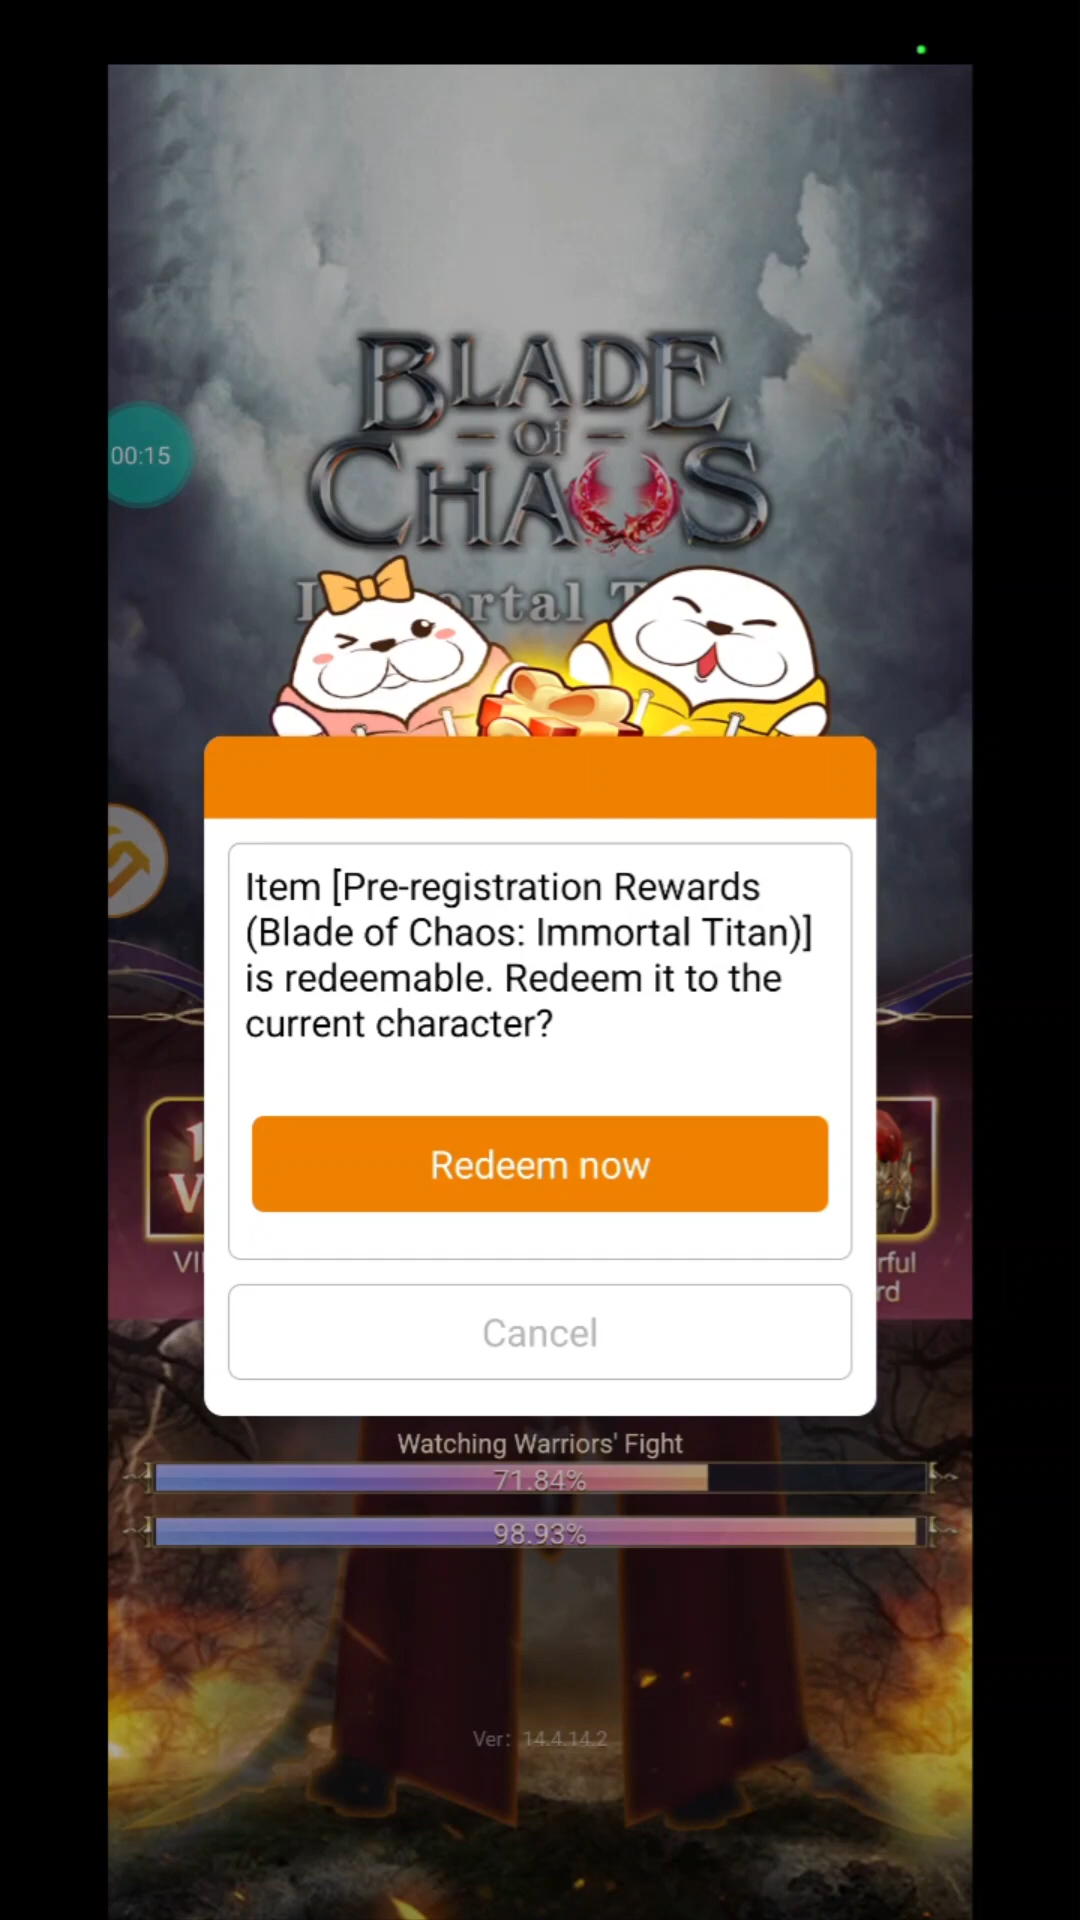 BLADE
of
CHAOS
00:15
Item [Pre-registration Rewards
(Blade of Chaos: Immortal Titan)]
is redeemable. Redeem it to the
current character?
Redeem now
Cancel
Watching Warriors' Fight
71.84%
98.93%
Ver: 14.4.14.2